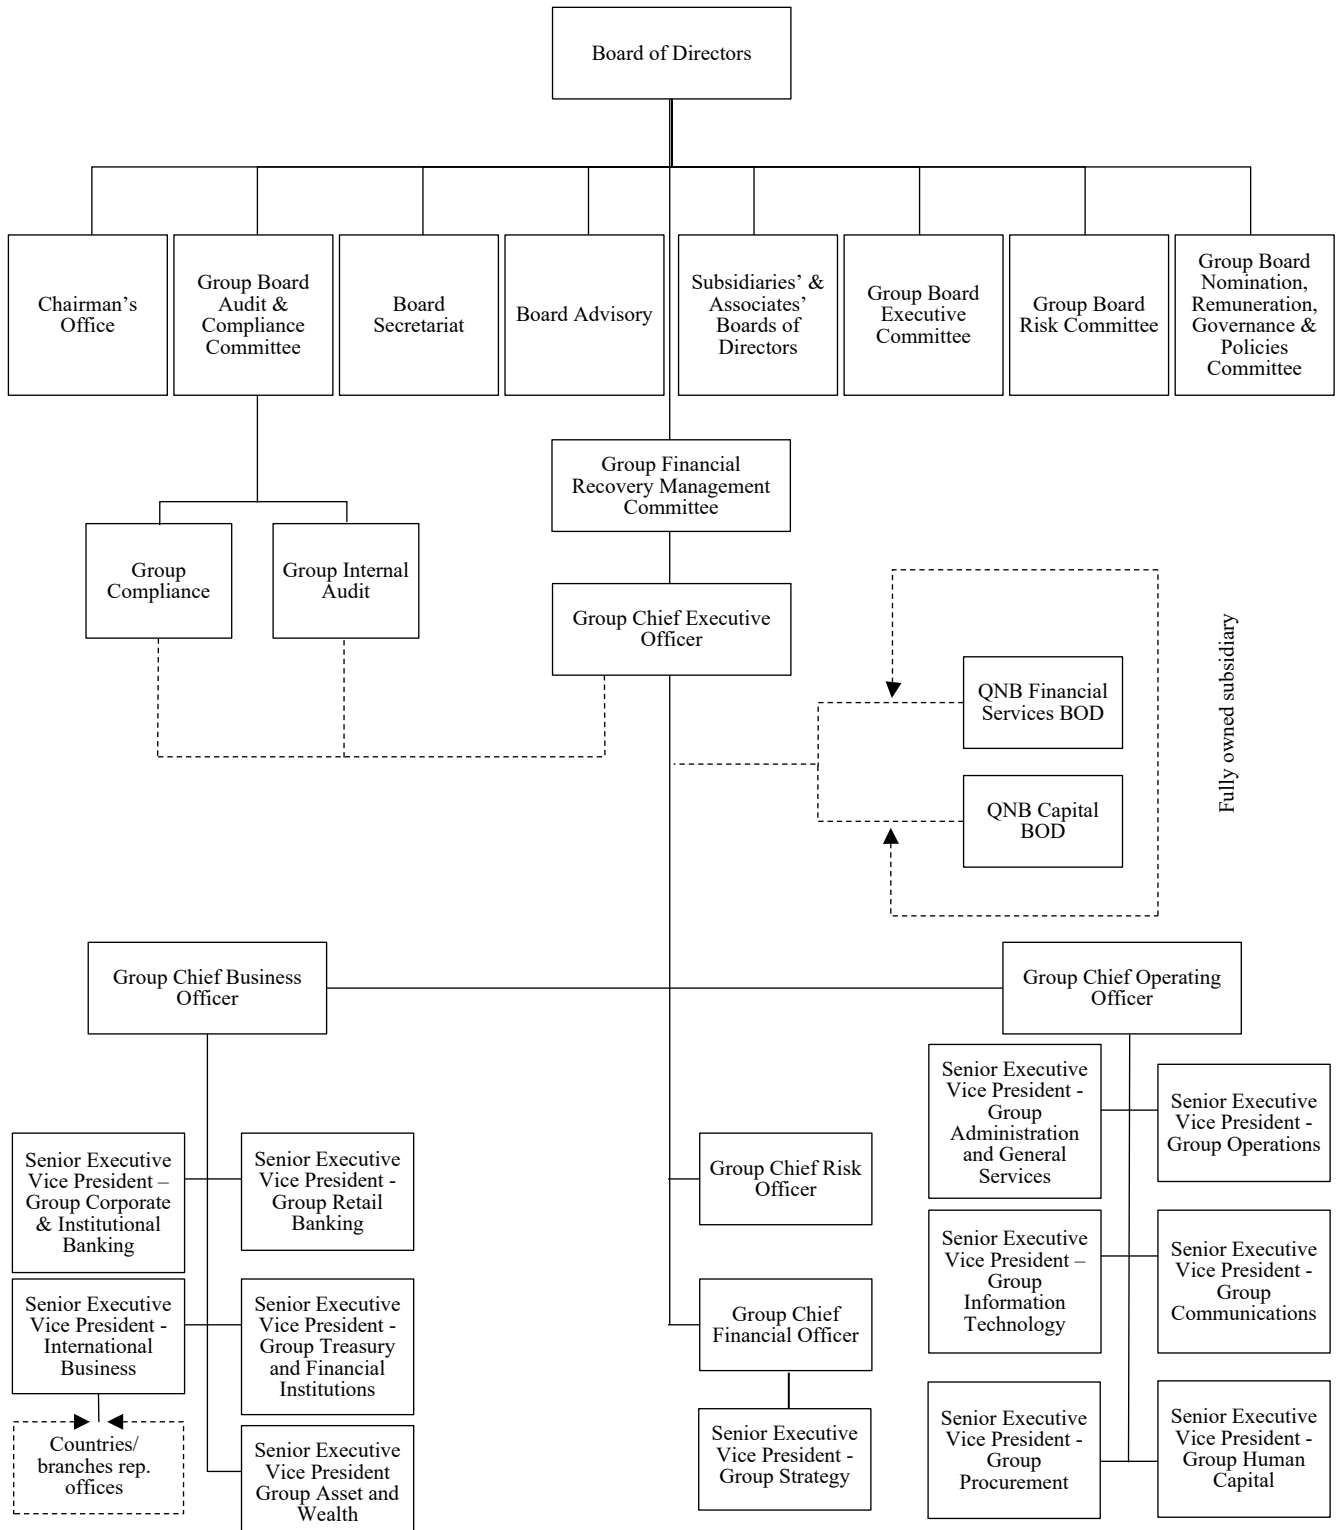 Board of Directors
Chairman's
Office
Group Board
Audit &
Compliance
Committee
Board
Secretariat
Board Advisory
Subsidiaries' &
Associates'
Boards of
Directors
Group Board
Executive
Committee
Group Board
Risk Committee
Group Board
Nomination,
Remuneration,
Governance &
Policies
Committee
Group Financial
Recovery Management
Committee
Group
Compliance
Group Internal
Audit
Group Chief Executive
Officer
QNB Financial
Services BOD
QNB Capital
BOD
Fully owned subsidiary
Group Chief Business
Officer
Group Chief Operating
Officer
Senior Executive
Vice President –
Group Corporate
& Institutional
Banking
Senior Executive
Vice President -
Group Retail
Banking
Senior Executive
Vice President -
International
Business
Senior Executive
Vice President -
Group Treasury
and Financial
Institutions
Countries/
branches rep.
offices
Senior Executive
Vice President
Group Asset and
Wealth
Group Chief Risk
Officer
Group Chief
Financial Officer
Senior Executive
Vice President -
Group Strategy
Senior Executive
Vice President -
Group
Administration
and General
Services
Senior Executive
Vice President -
Group Operations
Senior Executive
Vice President –
Group
Information
Technology
Senior Executive
Vice President -
Group
Communications
Senior Executive
Vice President -
Group
Procurement
Senior Executive
Vice President -
Group Human
Capital